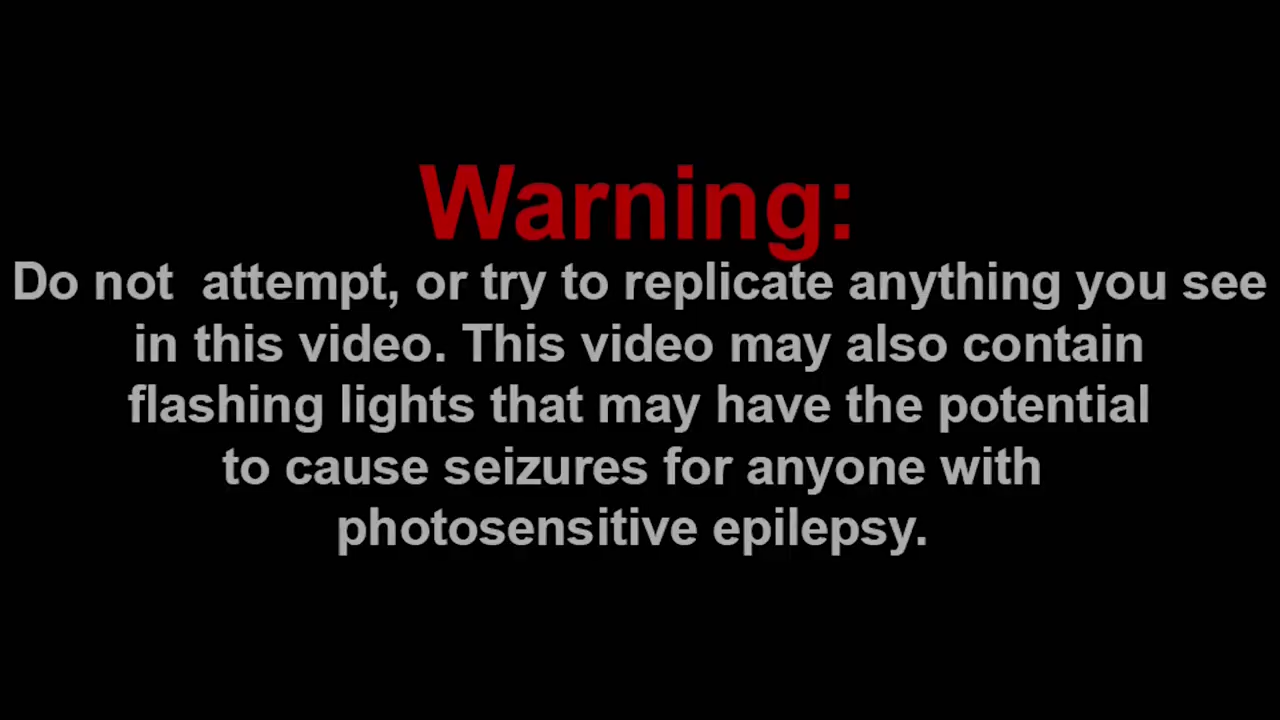 Warning:
Do not  attempt, or try to replicate anything you see
in this video. This video may also contain
flashing lights that may have the potential
to cause seizures for anyone with
photosensitive epilepsy.